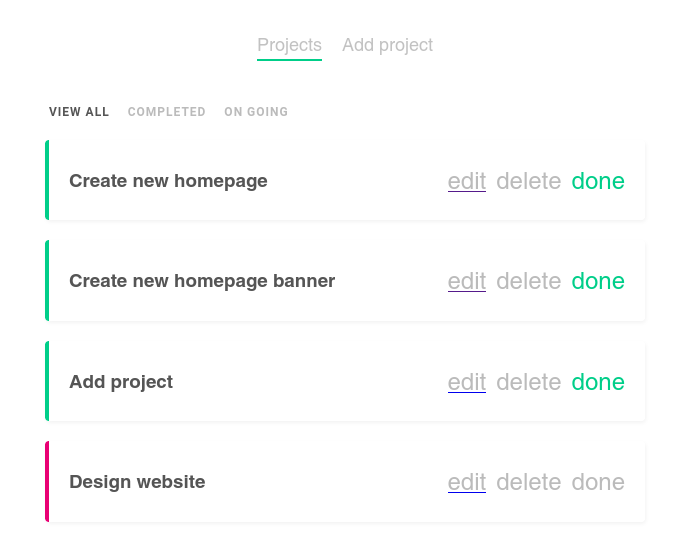 Projects Add project
VIEW ALL COMPLETED ON GOING
Create new homepage edit delete done
Create new homepage banner edit delete done
Add project edit delete done
Design website edit delete done